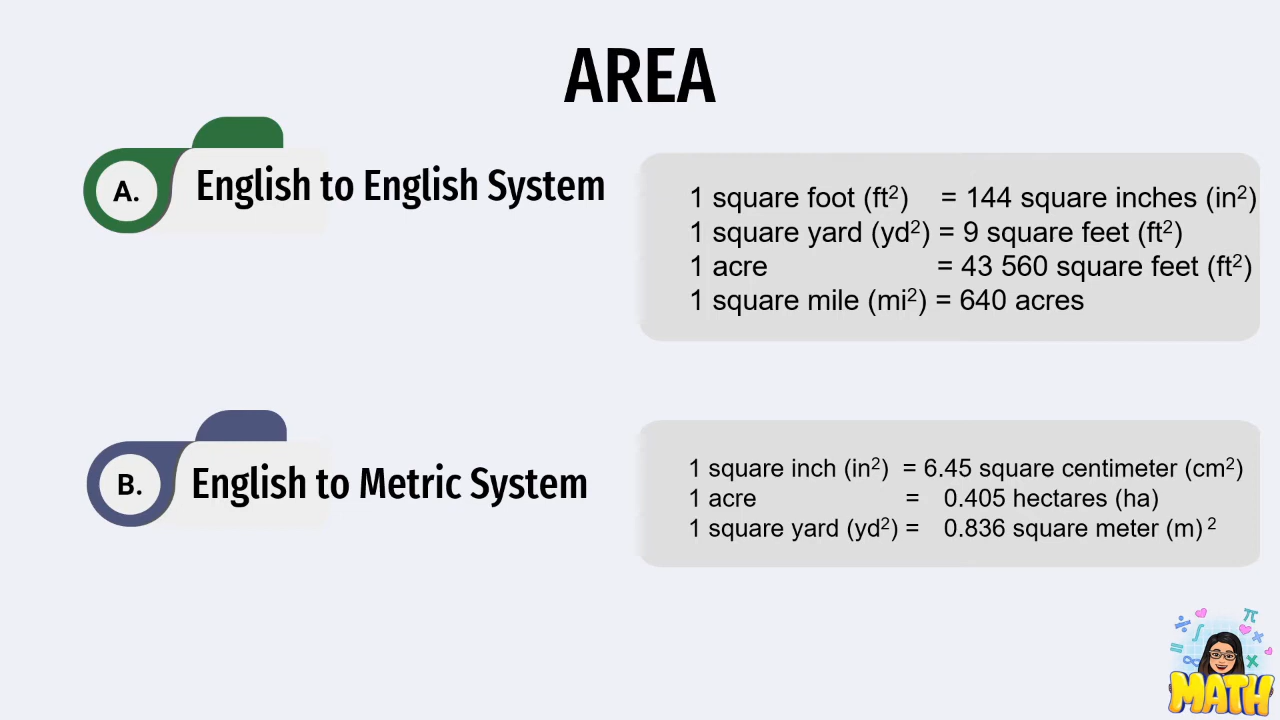 AREA
A.
English to English System
1 square foot (ft²) = 144 square inches (in²)
1 square yard (yd²) = 9 square feet (ft²)
1 acre = 43 560 square feet (ft²)
1 square mile (mi²) = 640 acres
B.
English to Metric System
1 square inch (in²) = 6.45 square centimeter (cm²)
1 acre = 0.405 hectares (ha)
1 square yard (yd²) = 0.836 square meter (m) ²
÷ π ∫ × = ∝ ×
MATH